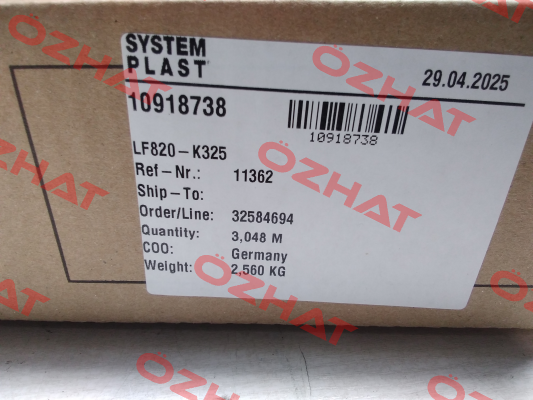 SYSTEM
PLAST
29.04.2025
10918738
10918738
LF820-K325
Ref-Nr.: 11362
Ship-To:
Order/Line: 32584694
Quantity: 3,048 M
COO: Germany
Weight: 2,560 KG
ÖZHAT
ÖZHAT
ÖZHAT
ÖZHAT
ÖZHAT
ÖZHAT
ÖZHAT